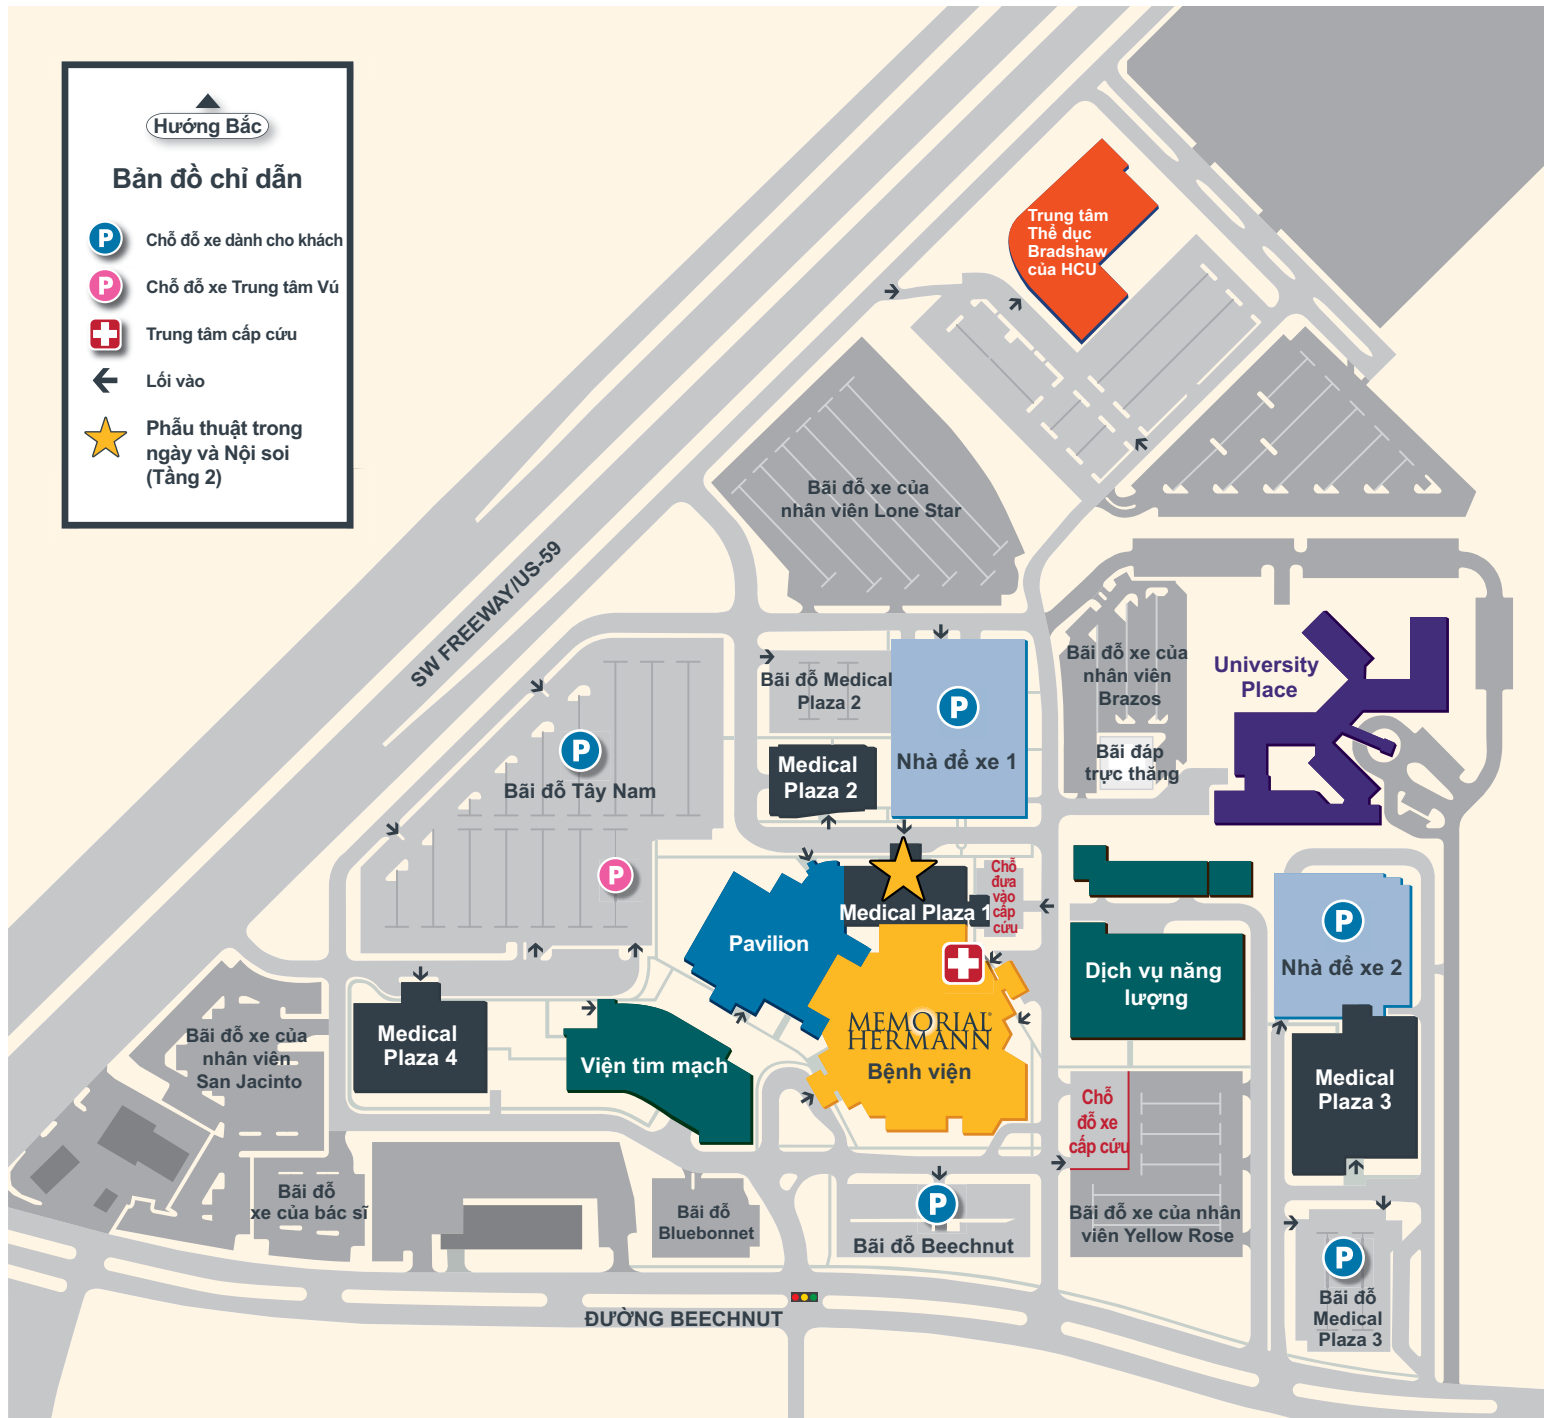 Hướng Bắc
Bản đồ chỉ dẫn
P
Chỗ đỗ xe dành cho khách
P
Chỗ đỗ xe Trung tâm Vú
Trung tâm cấp cứu
Lối vào
Phẫu thuật trong
ngày và Nội soi
(Tầng 2)
Trung tâm
Thể dục
Bradshaw
của HCU
Bãi đỗ xe của
nhân viên Lone Star
SW FREEWAY/US-59
Bãi đỗ Medical
Plaza 2
P
Nhà để xe 1
Bãi đỗ xe của
nhân viên
Brazos
University
Place
P
Bãi đỗ Tây Nam
Medical
Plaza 2
Bãi đáp
trực thăng
P
Chỗ
đưa
vào
cấp
cứu
Medical Plaza 1
Pavilion
P
Nhà để xe 2
Dịch vụ năng
lượng
MEMORIAL®
HERMANN
Bệnh viện
Medical
Plaza 4
Bãi đỗ xe của
nhân viên
San Jacinto
Viện tim mạch
Medical
Plaza 3
Chỗ
đỗ xe
cấp cứu
Bãi đỗ
xe của bác sĩ
Bãi đỗ
Bluebonnet
P
Bãi đỗ Beechnut
Bãi đỗ xe của nhân
viên Yellow Rose
P
Bãi đỗ
Medical
Plaza 3
ĐƯỜNG BEECHNUT